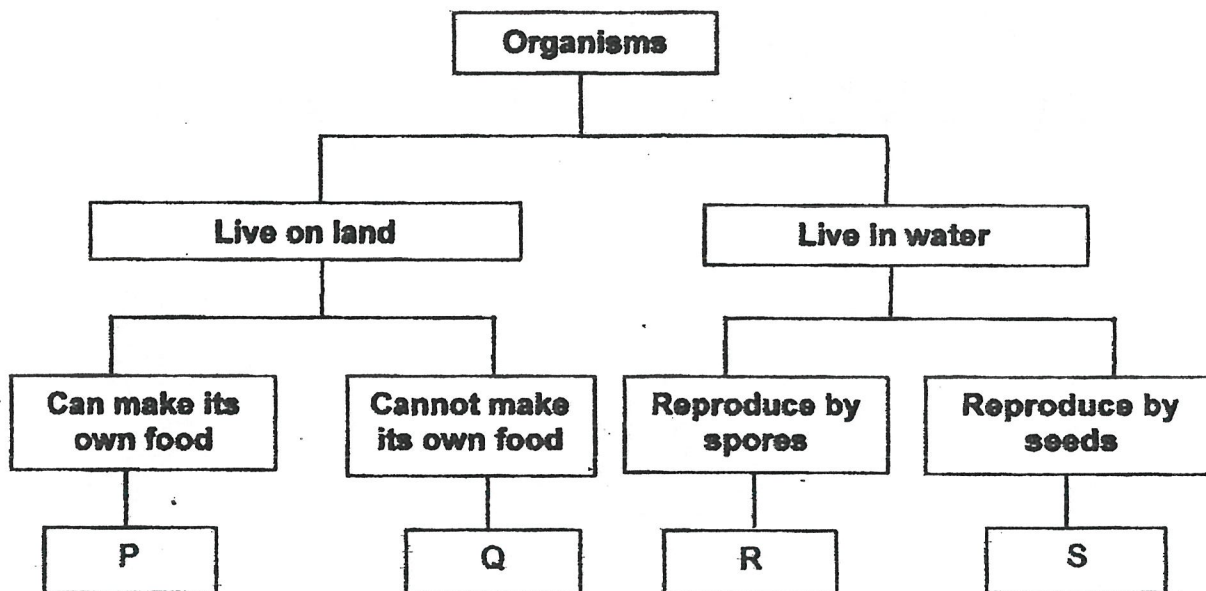 Organisms
Live on land
Live in water
Can make its
own food
Cannot make
its own food
Reproduce by
spores
Reproduce by
seeds
P
Q
R
S